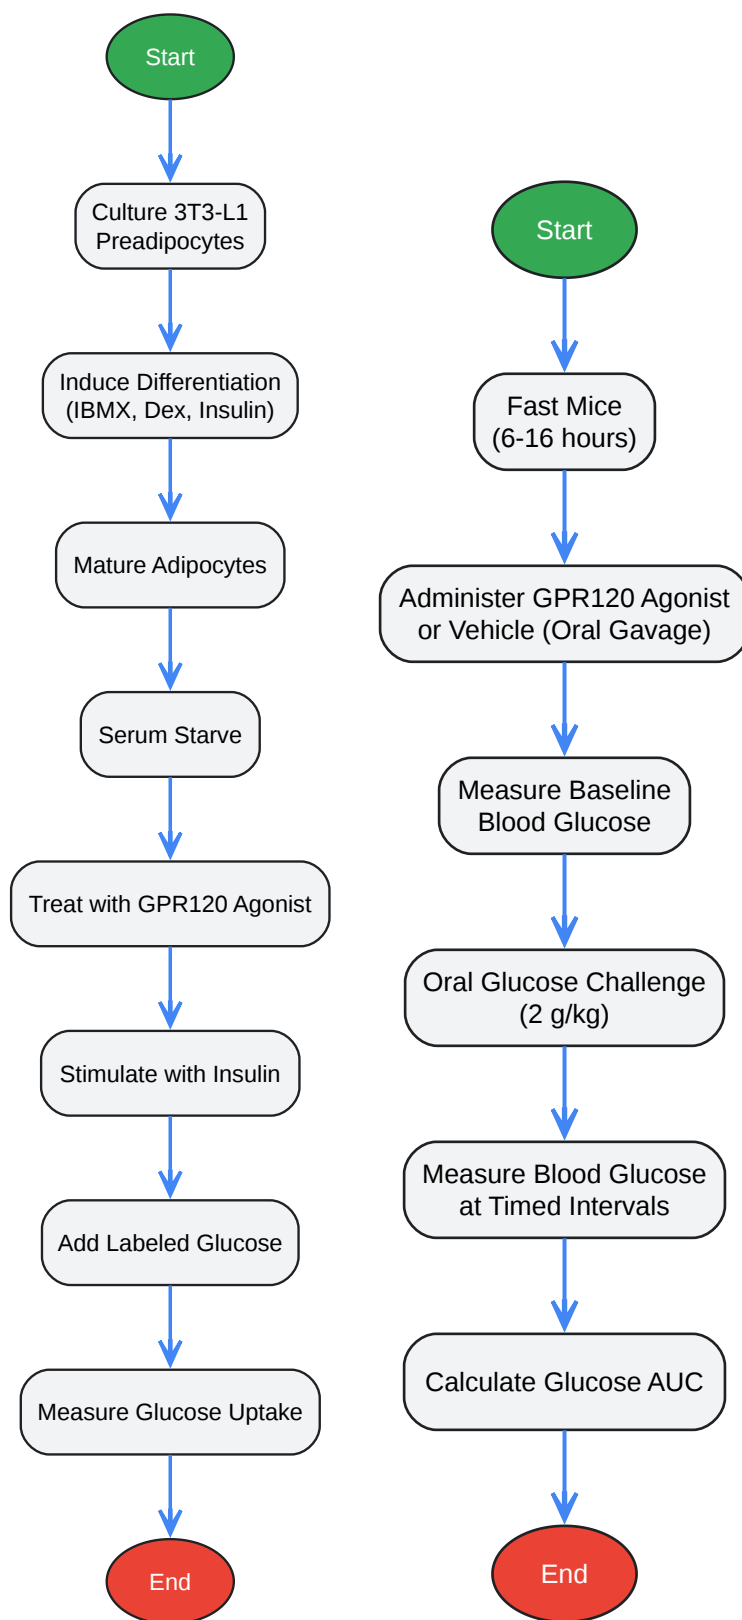 Start
Culture 3T3-L1
Preadipocytes
Induce Differentiation
(IBMX, Dex, Insulin)
Mature Adipocytes
Serum Starve
Treat with GPR120 Agonist
Stimulate with Insulin
Add Labeled Glucose
Measure Glucose Uptake
End
Start
Fast Mice
(6-16 hours)
Administer GPR120 Agonist
or Vehicle (Oral Gavage)
Measure Baseline
Blood Glucose
Oral Glucose Challenge
(2 g/kg)
Measure Blood Glucose
at Timed Intervals
Calculate Glucose AUC
End